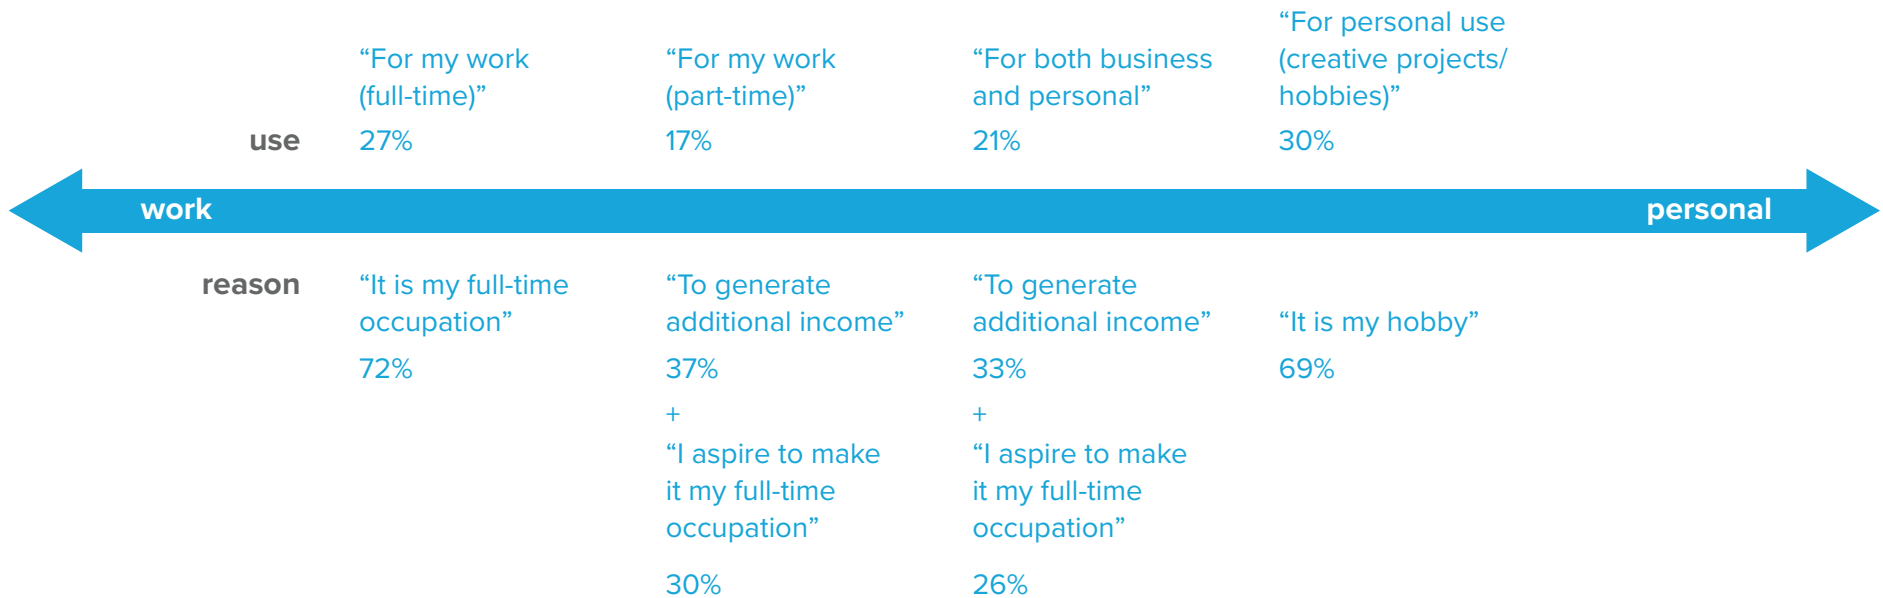 “For my work
(full-time)”
“For my work
(part-time)”
“For both business
and personal”
“For personal use
(creative projects/
hobbies)”
use
27%
17%
21%
30%
work
personal
reason
“It is my full-time
occupation”
72%
“To generate
additional income”
37%
+
“I aspire to make
it my full-time
occupation”
30%
“To generate
additional income”
33%
+
“I aspire to make
it my full-time
occupation”
26%
“It is my hobby”
69%